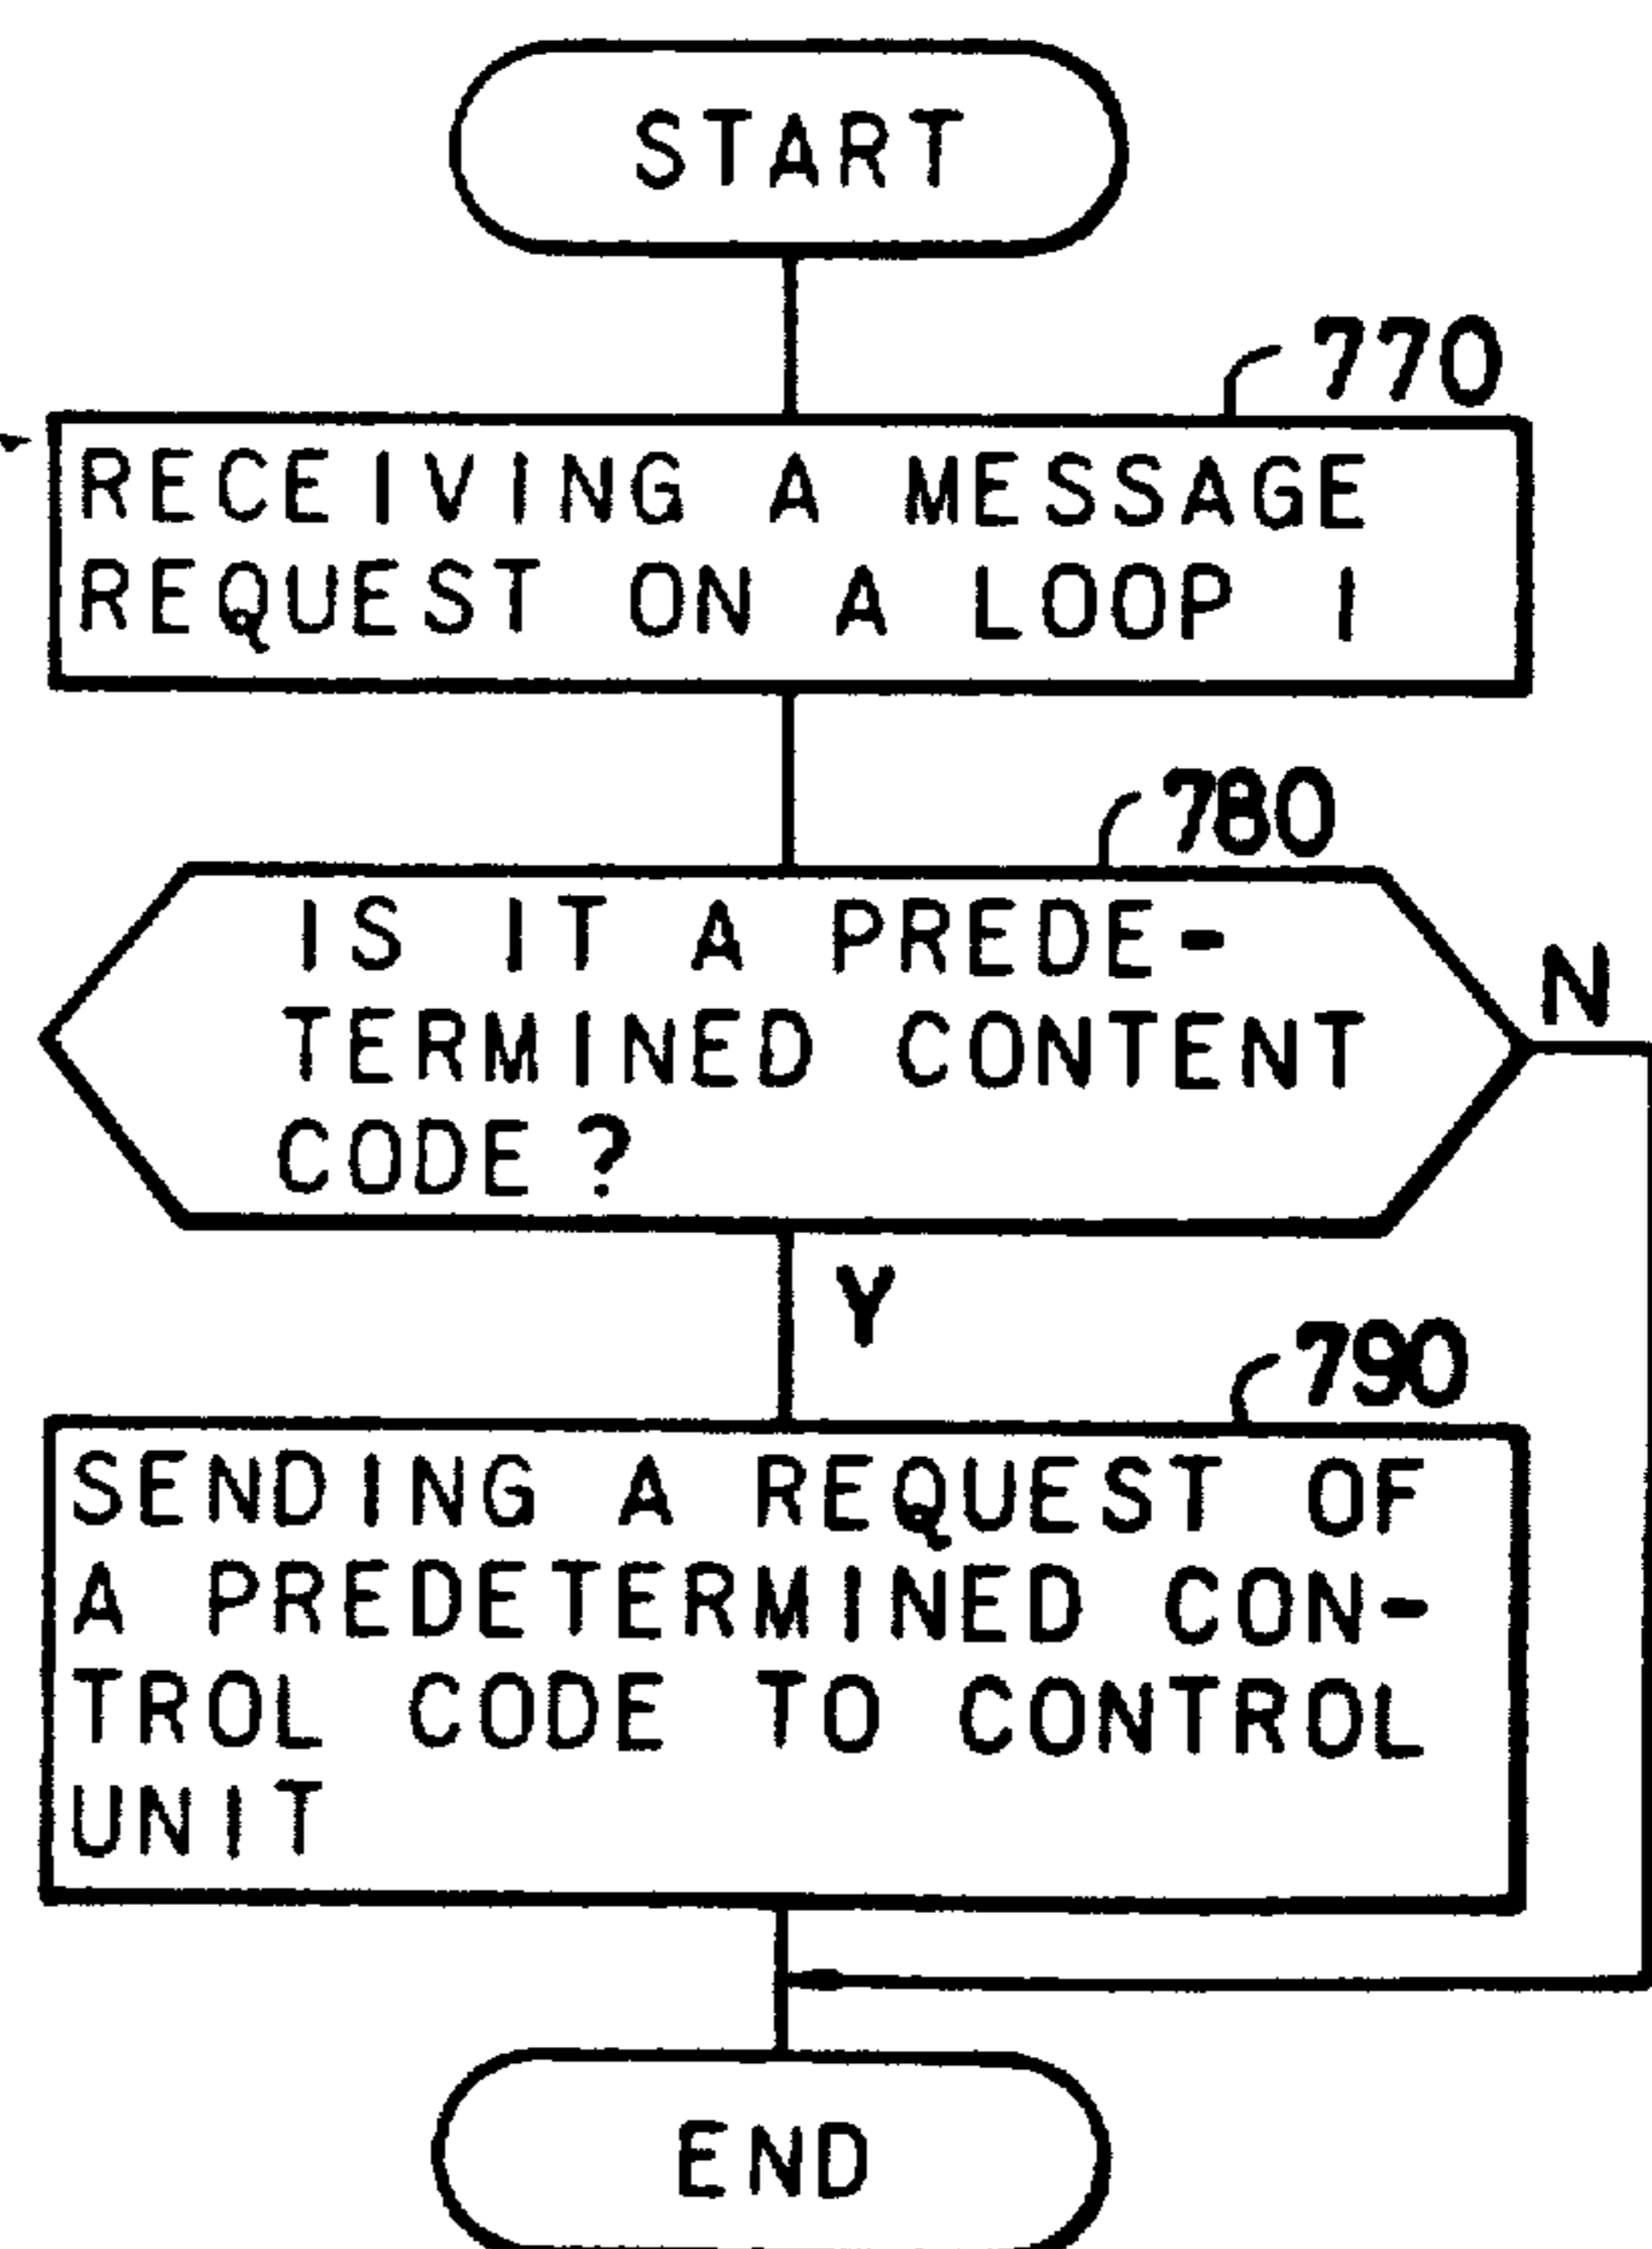 START
770
RECEIVING A MESSAGE
REQUEST ON A LOOP 1
780
IS IT A PREDE-
TERMINED CONTENT
CODE?
N
Y
790
SENDING A REQUEST OF
A PREDETERMINED CON-
TROL CODE TO CONTROL
UNIT
END